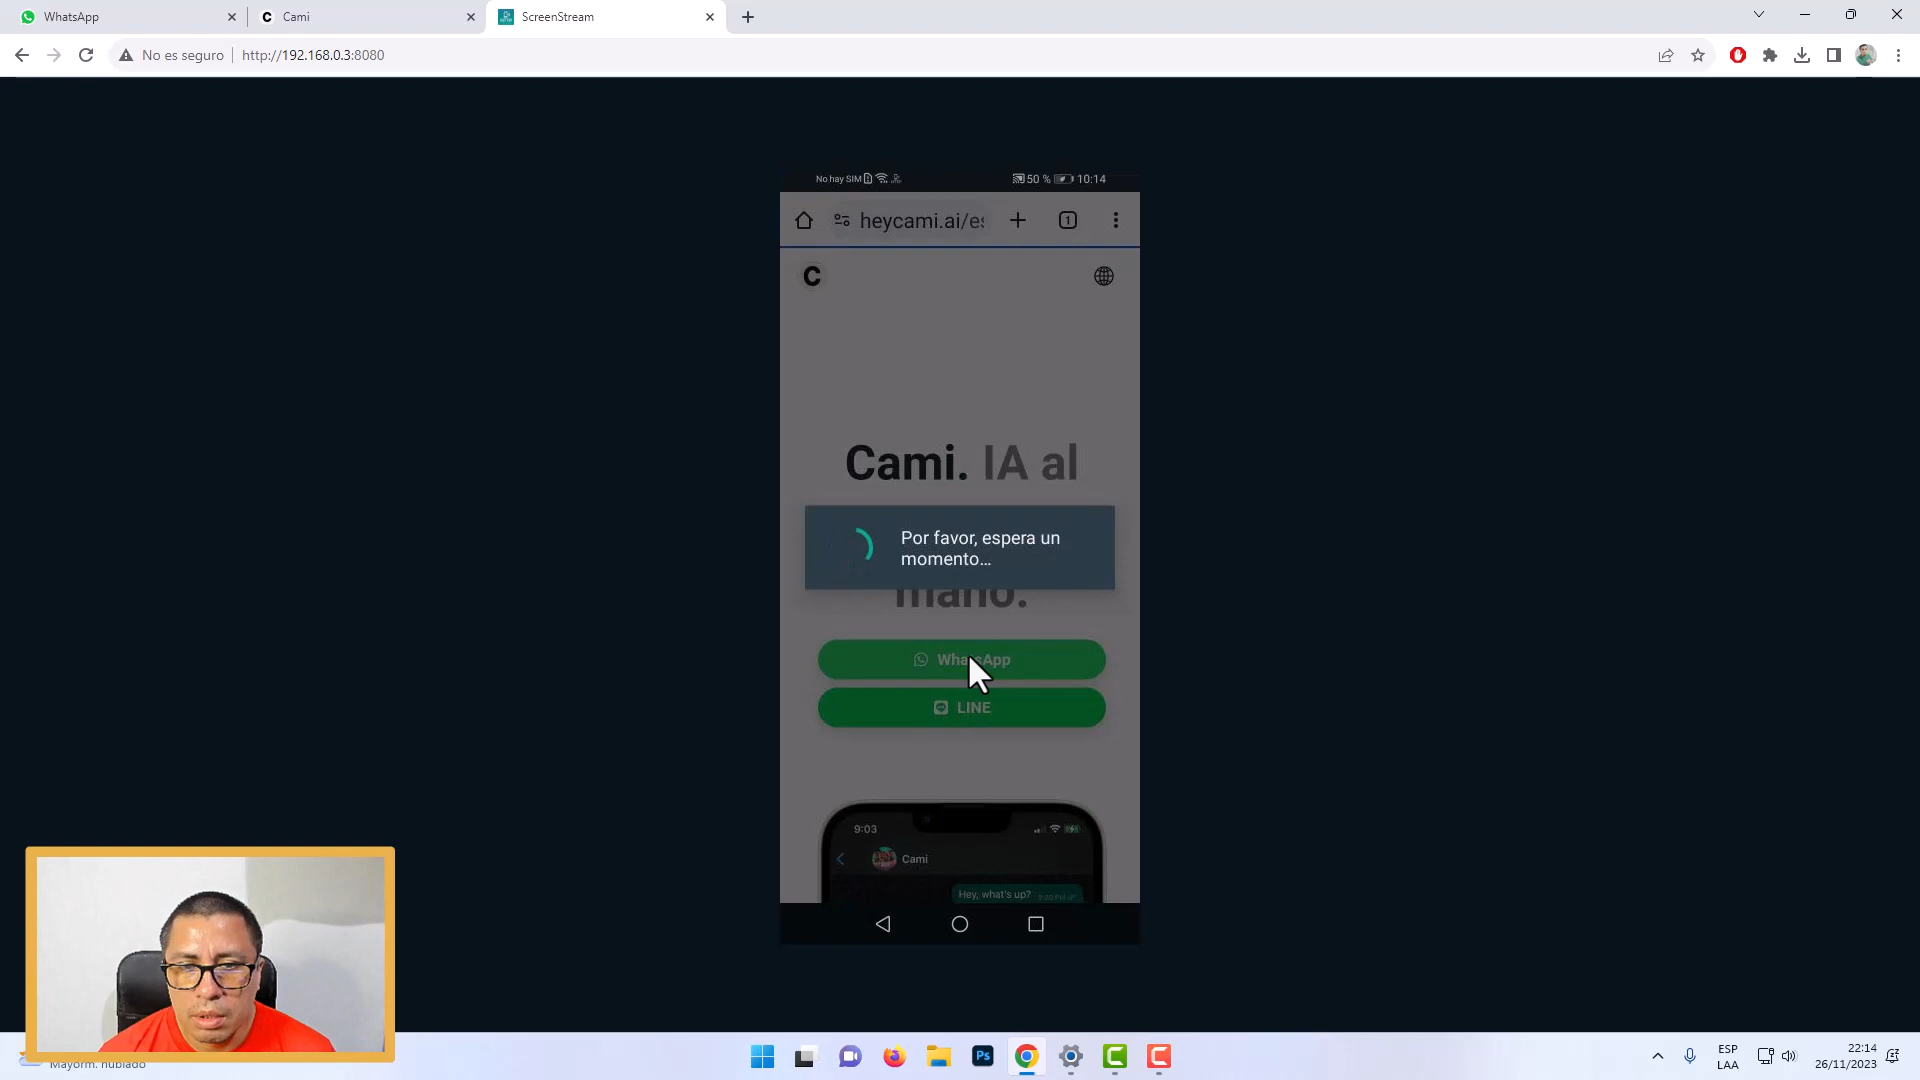 WhatsApp
C Cami
ScreenStream
No es seguro
http://192.168.0.3:8080
No hay SIM
50 %
10:14
heycami.ai/es
1
C
Cami. IA al
Por favor, espera un
momento...
mano.
WhatsApp
LINE
9:03
Cami
Hey, what's up?
Mayorm. nublado
Ps
ESP
LAA
22:14
26/11/2023